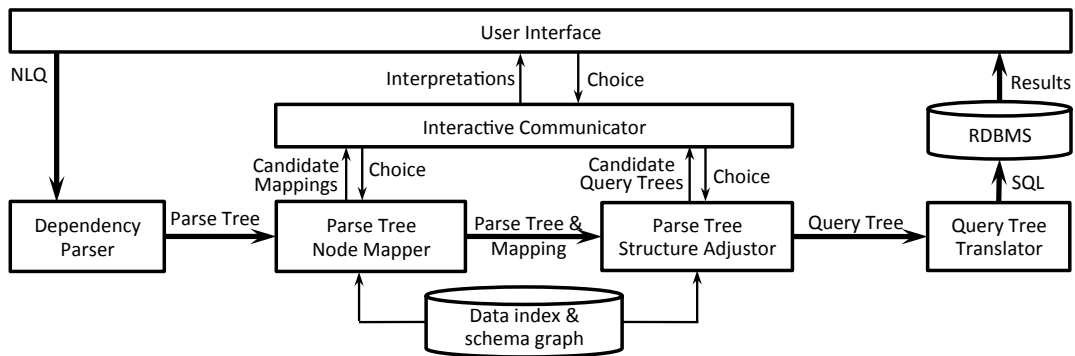 User Interface
NLQ
Interpretations
Choice
Results
Interactive Communicator
RDBMS
Candidate
Mappings
Choice
Candidate
Query Trees
Choice
SQL
Dependency
Parser
Parse Tree
Parse Tree
Node Mapper
Parse Tree &
Mapping
Parse Tree
Structure Adjustor
Query Tree
Query Tree
Translator
Data index &
schema graph